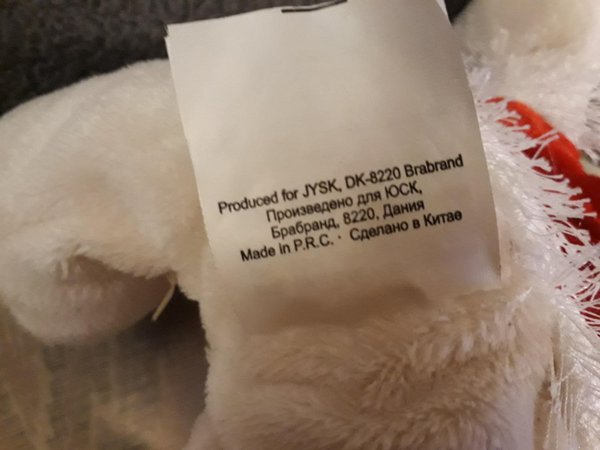 Produced for JYSK, DK-8220 Brabrand
Произведено для ЮСК,
Брабранд, 8220, Дания
Made in P.R.C. · Сделано в Китае